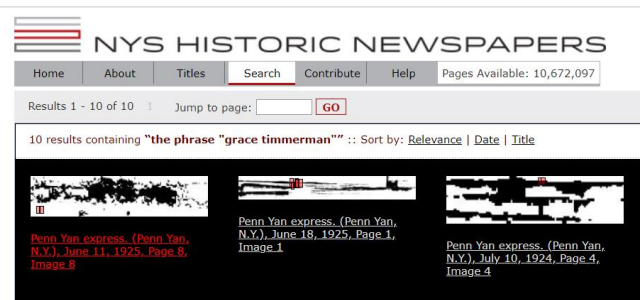 NYS HISTORIC NEWSPAPERS
Home About Titles Search Contribute Help Pages Available: 10,672,097
Results 1 - 10 of 10 1 Jump to page: GO
10 results containing “the phrase "grace timmerman"” :: Sort by: Relevance | Date | Title
Penn Yan express. (Penn Yan,
N.Y.), June 11, 1925, Page 8,
Image 8
Penn Yan express. (Penn Yan,
N.Y.), June 18, 1925, Page 1,
Image 1
Penn Yan express. (Penn Yan,
N.Y.), July 10, 1924, Page 4,
Image 4